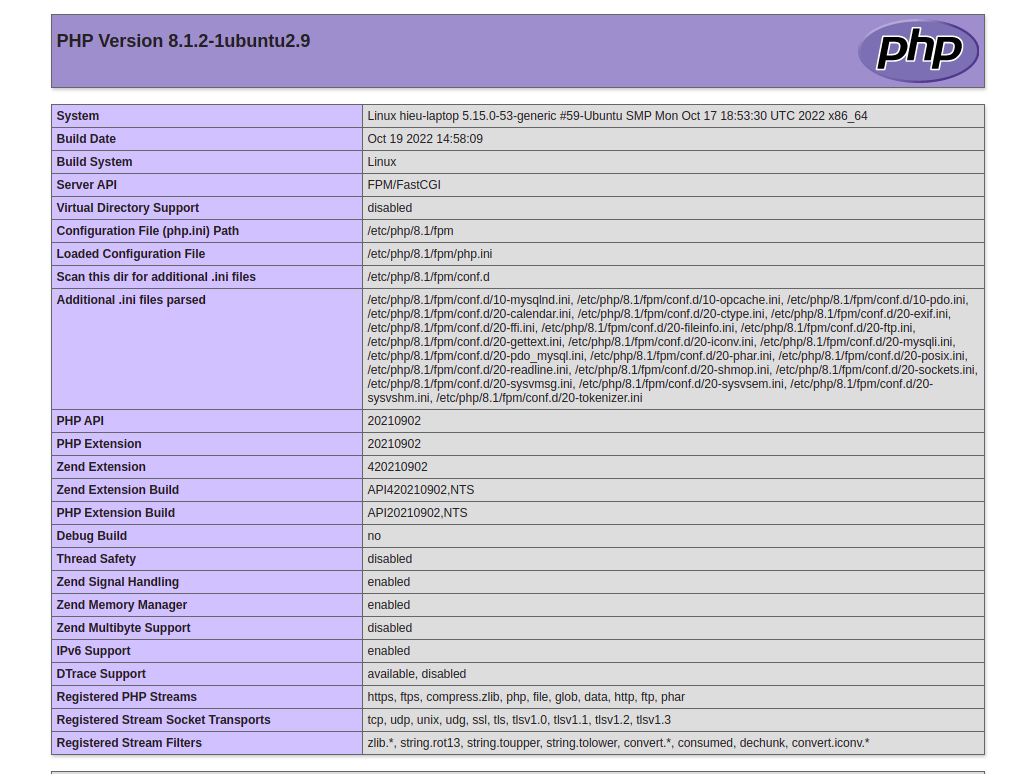 PHP Version 8.1.2-1ubuntu2.9
php
System Linux hieu-laptop 5.15.0-53-generic #59-Ubuntu SMP Mon Oct 17 18:53:30 UTC 2022 x86_64
Build Date Oct 19 2022 14:58:09
Build System Linux
Server API FPM/FastCGI
Virtual Directory Support disabled
Configuration File (php.ini) Path /etc/php/8.1/fpm
Loaded Configuration File /etc/php/8.1/fpm/php.ini
Scan this dir for additional .ini files /etc/php/8.1/fpm/conf.d
Additional .ini files parsed /etc/php/8.1/fpm/conf.d/10-mysqlnd.ini, /etc/php/8.1/fpm/conf.d/10-opcache.ini, /etc/php/8.1/fpm/conf.d/10-pdo.ini,
/etc/php/8.1/fpm/conf.d/20-calendar.ini, /etc/php/8.1/fpm/conf.d/20-ctype.ini, /etc/php/8.1/fpm/conf.d/20-exif.ini,
/etc/php/8.1/fpm/conf.d/20-ffi.ini, /etc/php/8.1/fpm/conf.d/20-fileinfo.ini, /etc/php/8.1/fpm/conf.d/20-ftp.ini,
/etc/php/8.1/fpm/conf.d/20-gettext.ini, /etc/php/8.1/fpm/conf.d/20-iconv.ini, /etc/php/8.1/fpm/conf.d/20-mysqli.ini,
/etc/php/8.1/fpm/conf.d/20-pdo_mysql.ini, /etc/php/8.1/fpm/conf.d/20-phar.ini, /etc/php/8.1/fpm/conf.d/20-posix.ini,
/etc/php/8.1/fpm/conf.d/20-readline.ini, /etc/php/8.1/fpm/conf.d/20-shmop.ini, /etc/php/8.1/fpm/conf.d/20-sockets.ini,
/etc/php/8.1/fpm/conf.d/20-sysvmsg.ini, /etc/php/8.1/fpm/conf.d/20-sysvsem.ini, /etc/php/8.1/fpm/conf.d/20-
sysvshm.ini, /etc/php/8.1/fpm/conf.d/20-tokenizer.ini
PHP API 20210902
PHP Extension 20210902
Zend Extension 420210902
Zend Extension Build API420210902,NTS
PHP Extension Build API20210902,NTS
Debug Build no
Thread Safety disabled
Zend Signal Handling enabled
Zend Memory Manager enabled
Zend Multibyte Support disabled
IPv6 Support enabled
DTrace Support available, disabled
Registered PHP Streams https, ftps, compress.zlib, php, file, glob, data, http, ftp, phar
Registered Stream Socket Transports tcp, udp, unix, udg, ssl, tls, tlsv1.0, tlsv1.1, tlsv1.2, tlsv1.3
Registered Stream Filters zlib.*, string.rot13, string.toupper, string.tolower, convert.*, consumed, dechunk, convert.iconv.*